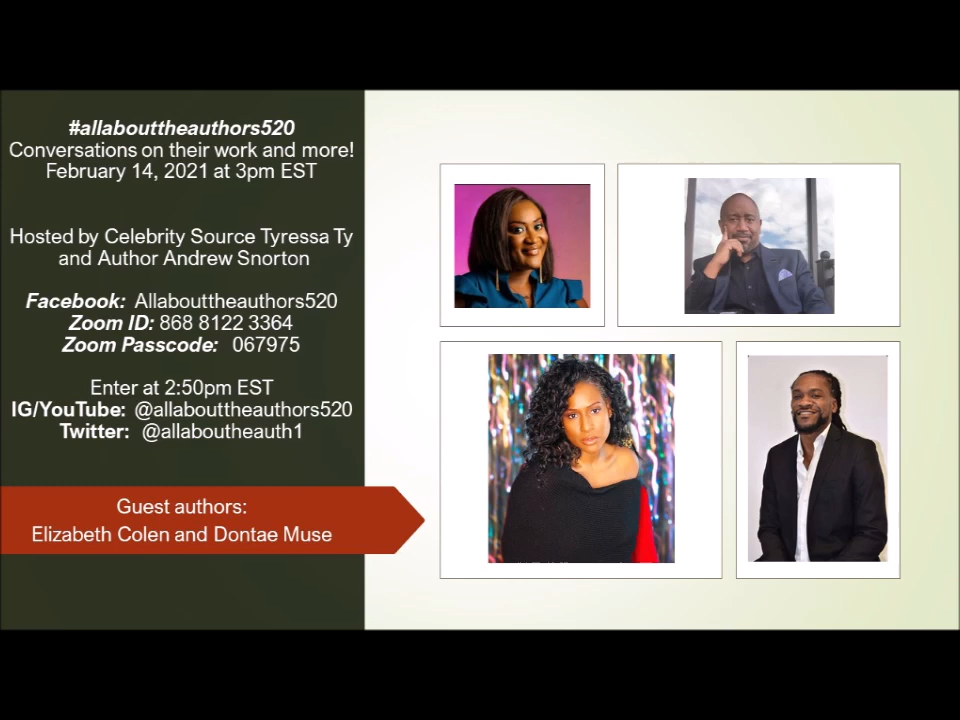 #allabouttheauthors520
Conversations on their work and more!
February 14, 2021 at 3pm EST
Hosted by Celebrity Source Tyressa Ty
and Author Andrew Snorton
Facebook: Allabouttheauthors520
Zoom ID: 868 8122 3364
Zoom Passcode: 067975
Enter at 2:50pm EST
IG/YouTube: @allabouttheauthors520
Twitter: @allaboutheauth1
Guest authors:
Elizabeth Colen and Dontae Muse